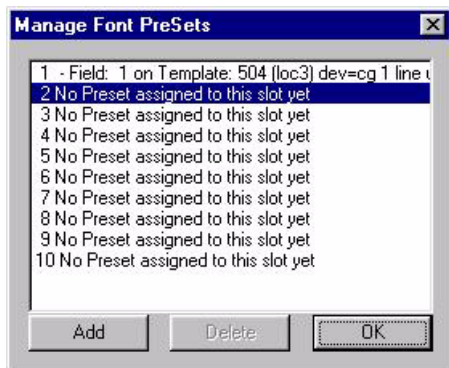 Manage Font PreSets
1 - Field: 1 on Template: 504 (loc3) dev=cg 1 line
2 No Preset assigned to this slot yet
3 No Preset assigned to this slot yet
4 No Preset assigned to this slot yet
5 No Preset assigned to this slot yet
6 No Preset assigned to this slot yet
7 No Preset assigned to this slot yet
8 No Preset assigned to this slot yet
9 No Preset assigned to this slot yet
10 No Preset assigned to this slot yet
Add
Delete
OK